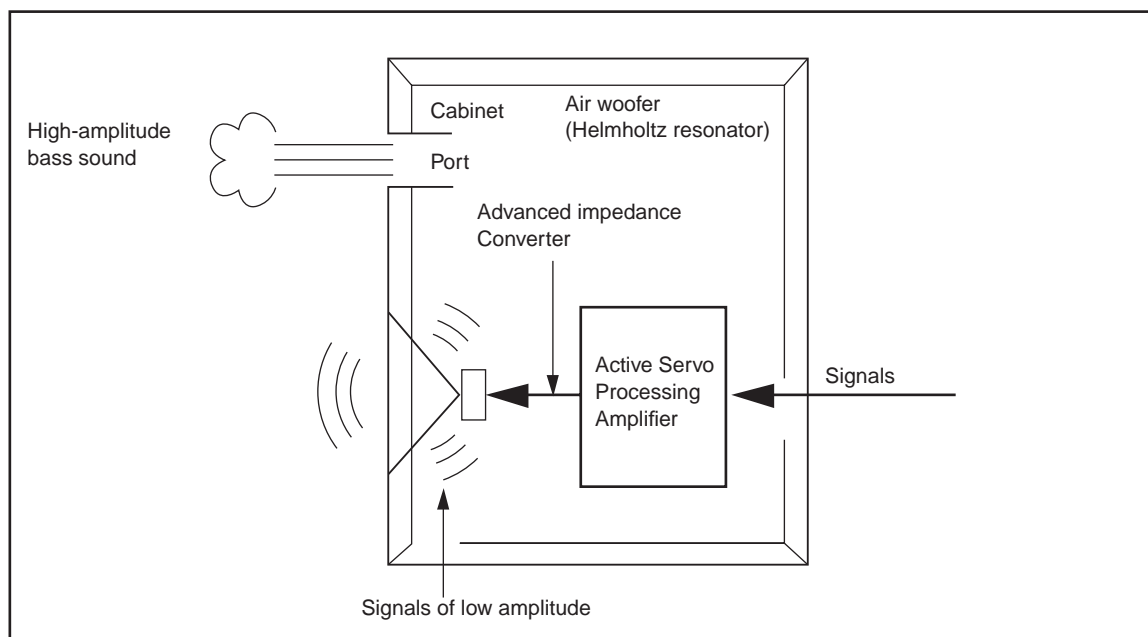 Cabinet
Air woofer
(Helmholtz resonator)
High-amplitude
bass sound
Port
Advanced impedance
Converter
Active Servo
Processing
Amplifier
Signals
Signals of low amplitude